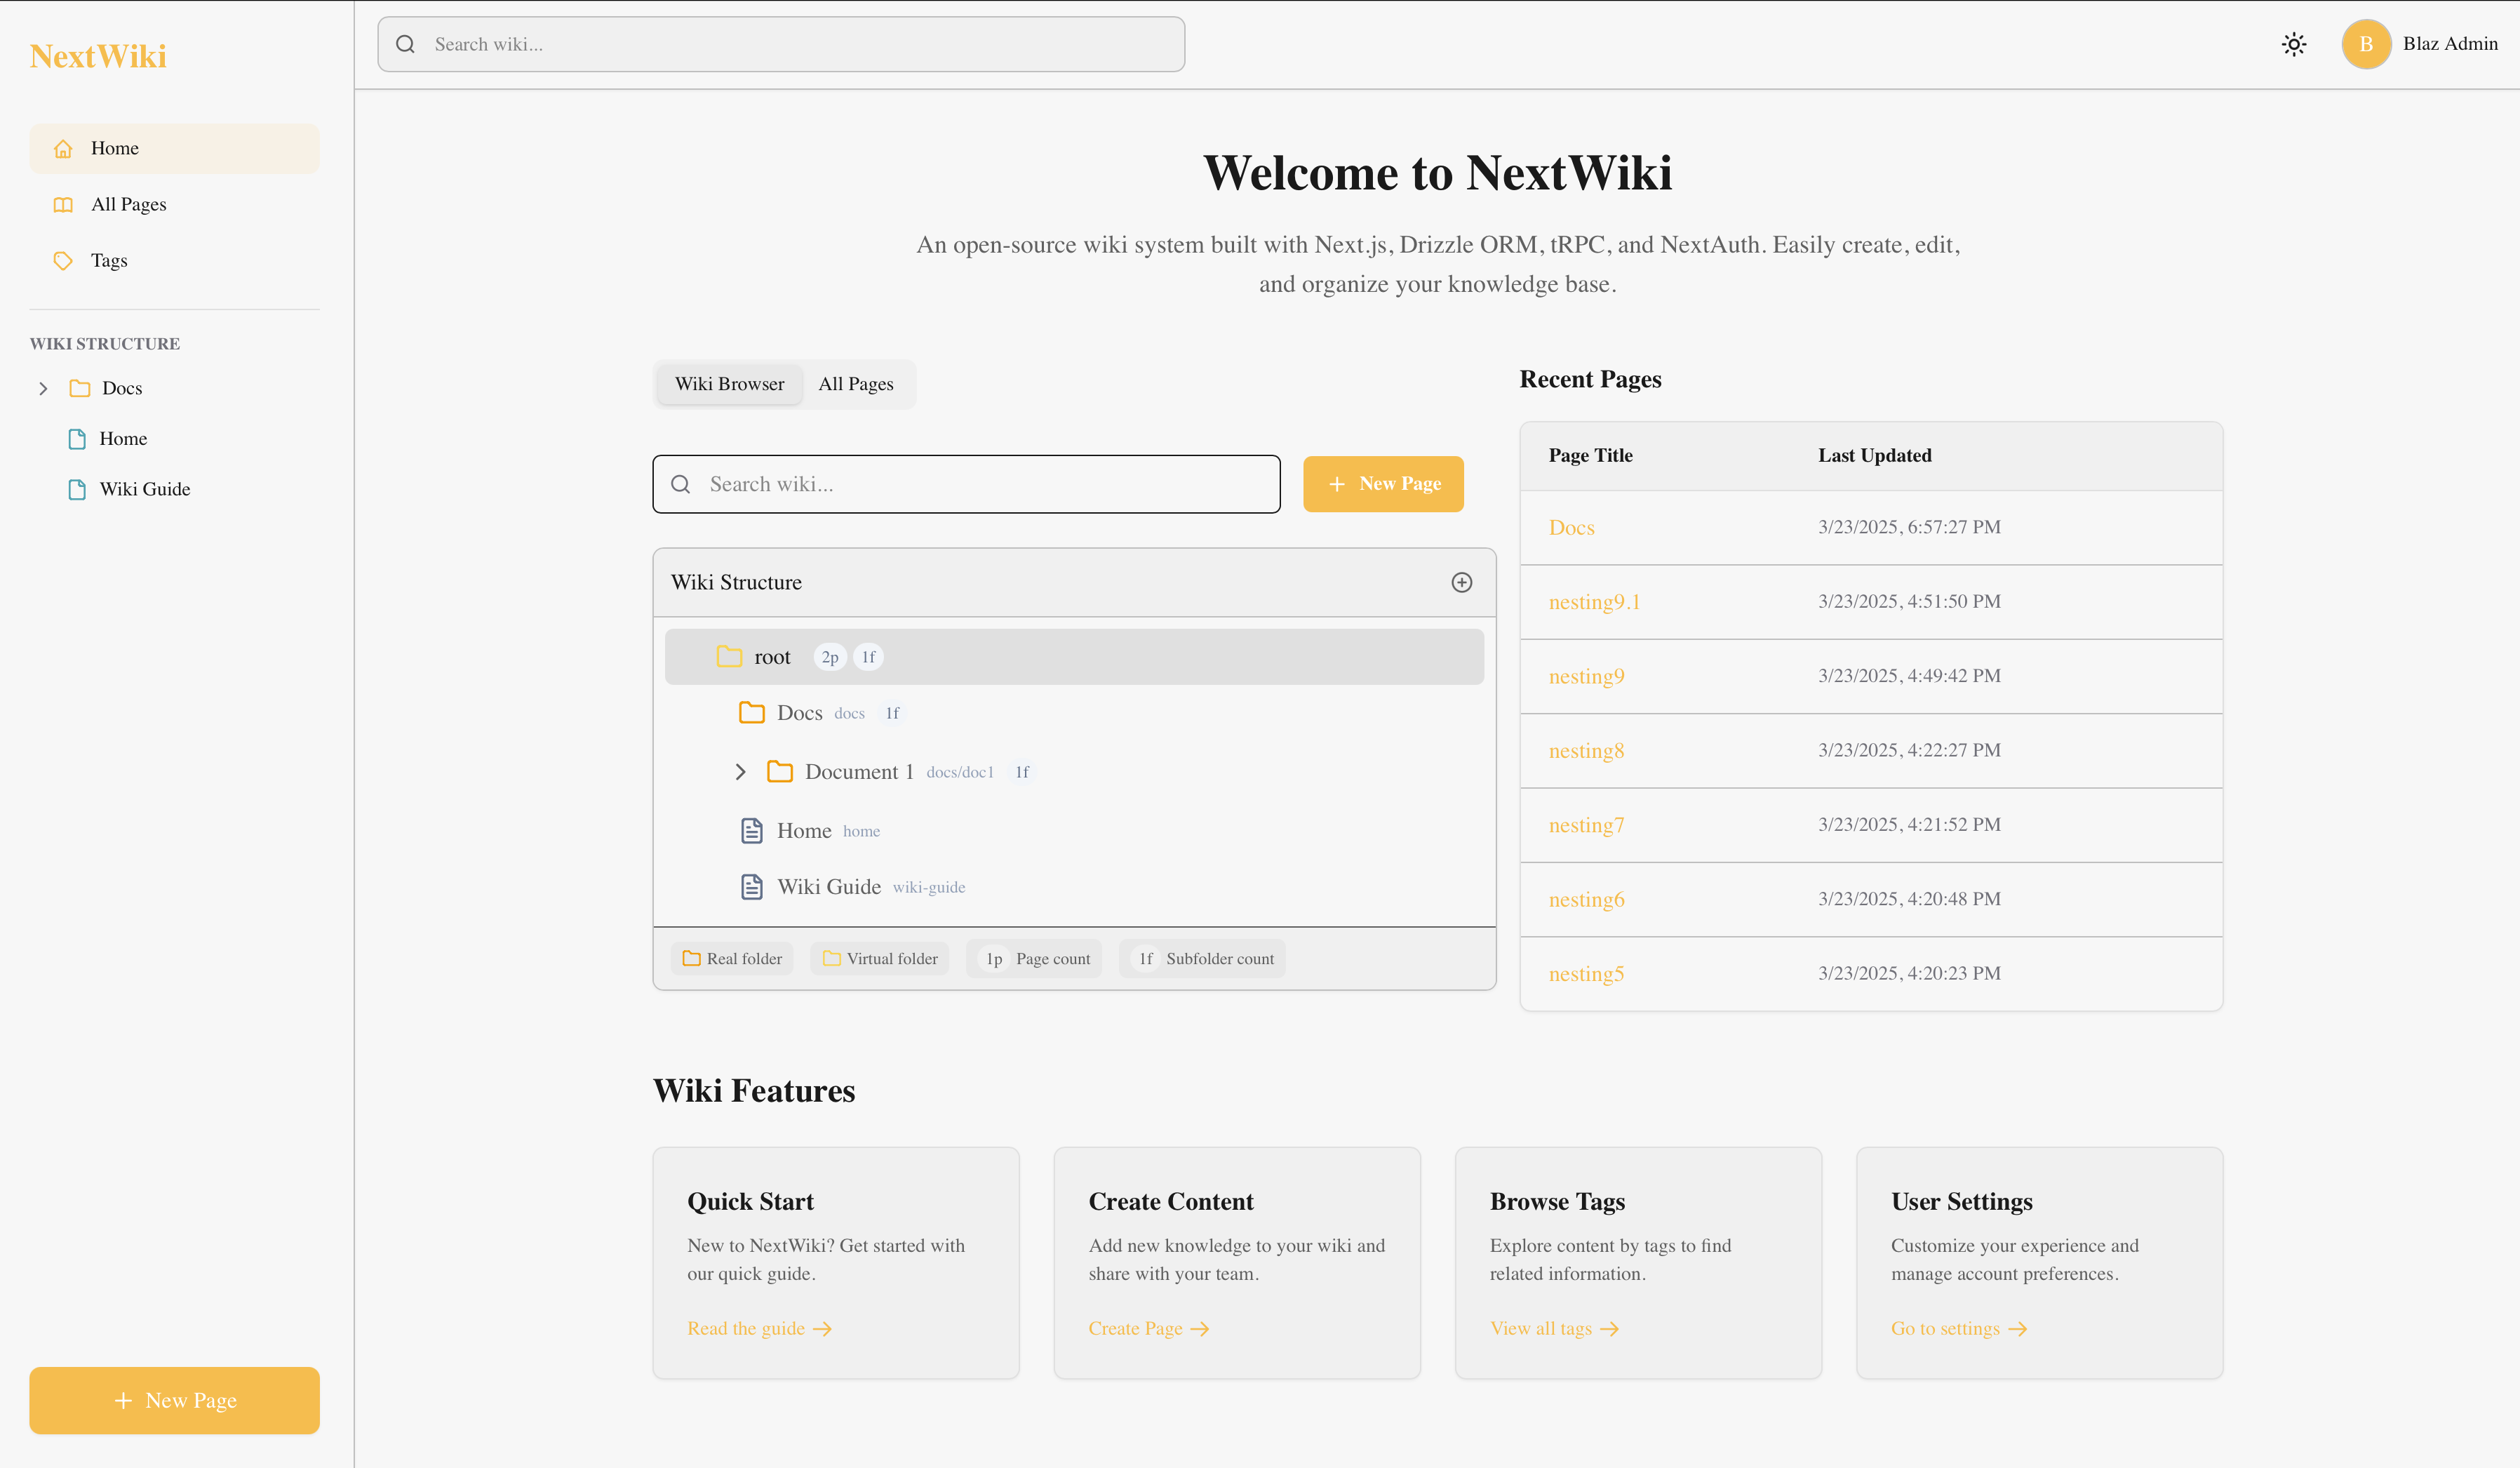 NextWiki
Home
All Pages
Tags
WIKI STRUCTURE
Docs
Home
Wiki Guide
New Page
Search wiki...
B
Blaz Admin
Welcome to NextWiki
An open-source wiki system built with Next.js, Drizzle ORM, tRPC, and NextAuth. Easily create, edit,
and organize your knowledge base.
Wiki Browser
All Pages
Search wiki...
New Page
Wiki Structure
root 2p 1f
Docs docs 1f
Document 1 docs/doc1 1f
Home home
Wiki Guide wiki-guide
Real folder
Virtual folder
1p Page count
1f Subfolder count
Recent Pages
Page Title Last Updated
Docs 3/23/2025, 6:57:27 PM
nesting9.1 3/23/2025, 4:51:50 PM
nesting9 3/23/2025, 4:49:42 PM
nesting8 3/23/2025, 4:22:27 PM
nesting7 3/23/2025, 4:21:52 PM
nesting6 3/23/2025, 4:20:48 PM
nesting5 3/23/2025, 4:20:23 PM
Wiki Features
Quick Start
New to NextWiki? Get started with
our quick guide.
Read the guide →
Create Content
Add new knowledge to your wiki and
share with your team.
Create Page →
Browse Tags
Explore content by tags to find
related information.
View all tags →
User Settings
Customize your experience and
manage account preferences.
Go to settings →